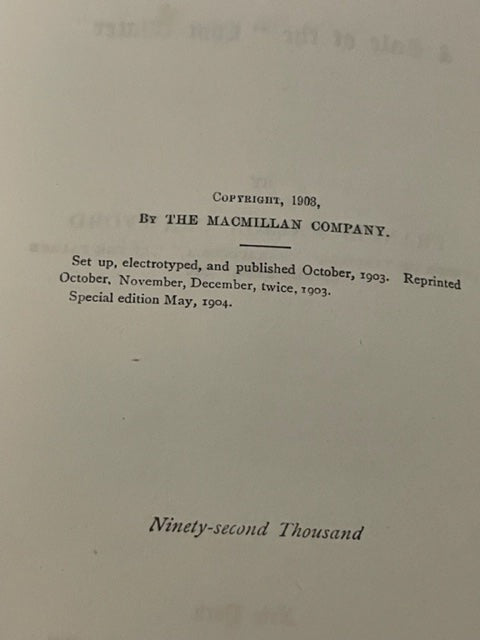 COPYRIGHT, 1908,
BY THE MACMILLAN COMPANY.
Set up, electrotyped, and published October, 1903. Reprinted
October, November, December, twice, 1903.
Special edition May, 1904.
Ninety-second Thousand